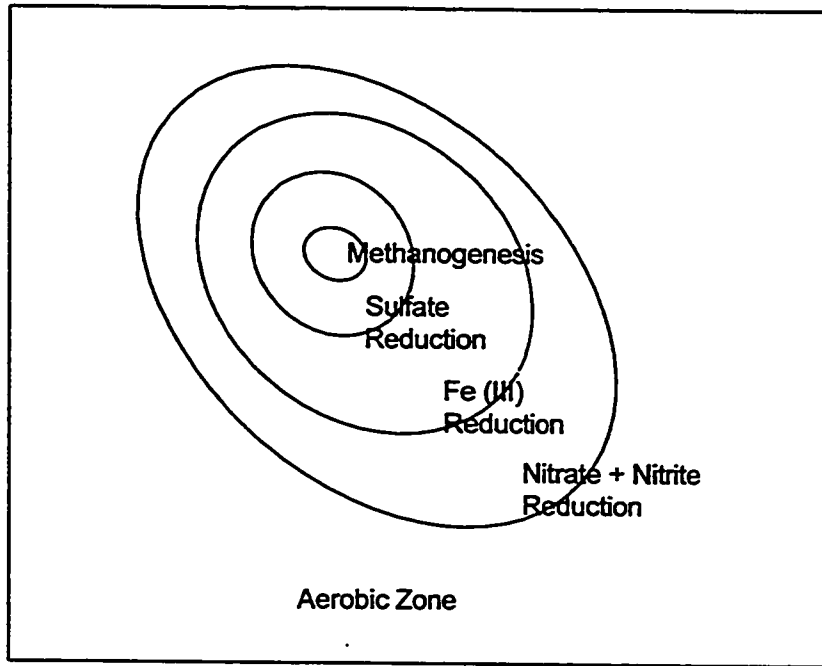 Methanogenesis
Sulfate
Reduction
Fe (III)
Reduction
Nitrate + Nitrite
Reduction
Aerobic Zone